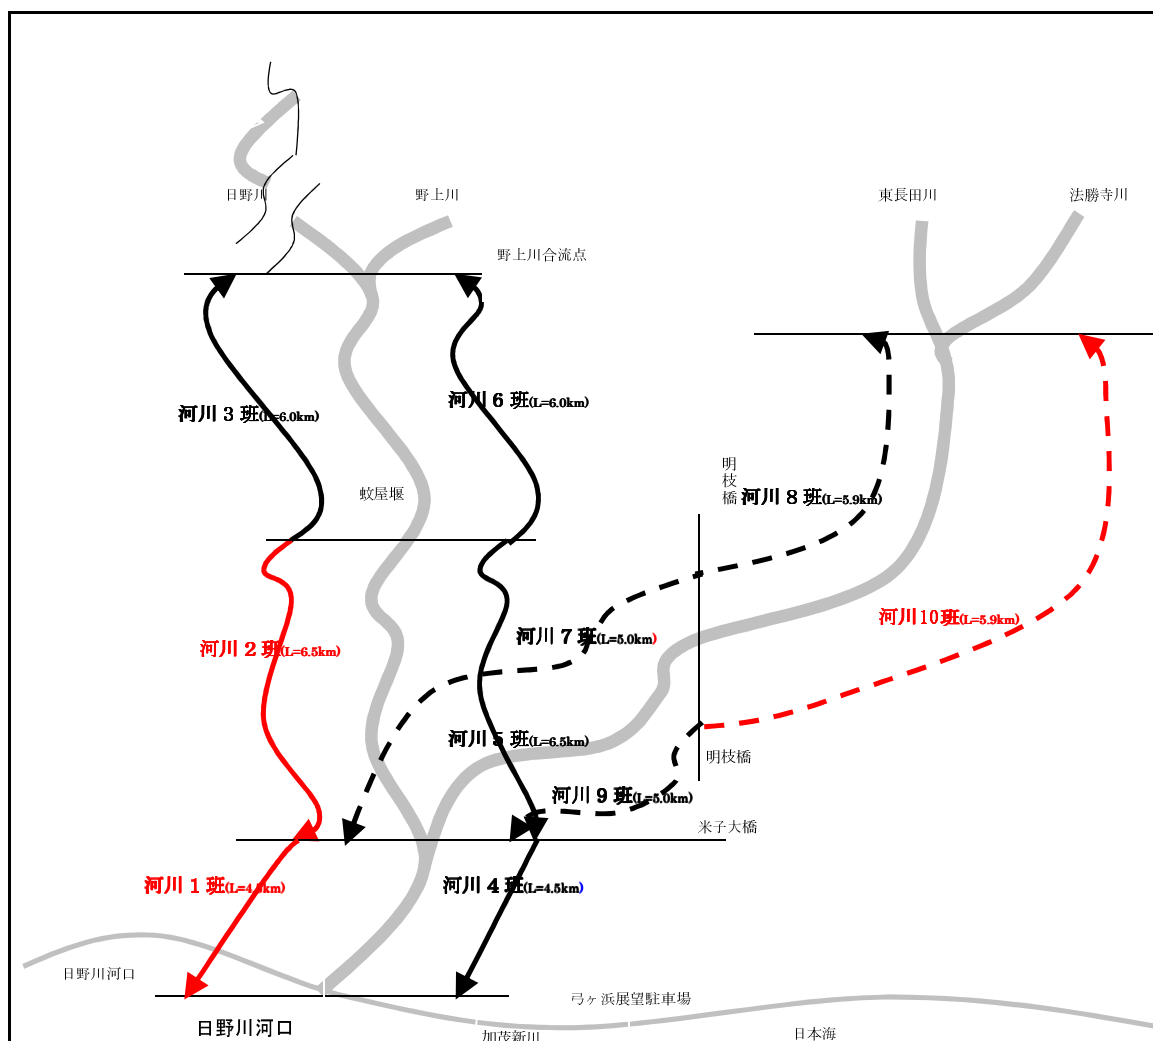 日野川
野上川
東長田川
法勝寺川
野上川合流点
河川３班(L=6.0km)
河川６班(L=6.0km)
明枝橋
蚊屋堰
河川８班(L=5.9km)
河川10班(L=5.9km)
河川７班(L=5.0km)
河川２班(L=6.5km)
河川５班(L=6.5km)
明枝橋
河川９班(L=5.0km)
米子大橋
河川１班(L=4.5km)
河川４班(L=4.5km)
日野川河口
弓ヶ浜展望駐車場
日野川河口
加茂新川
日本海